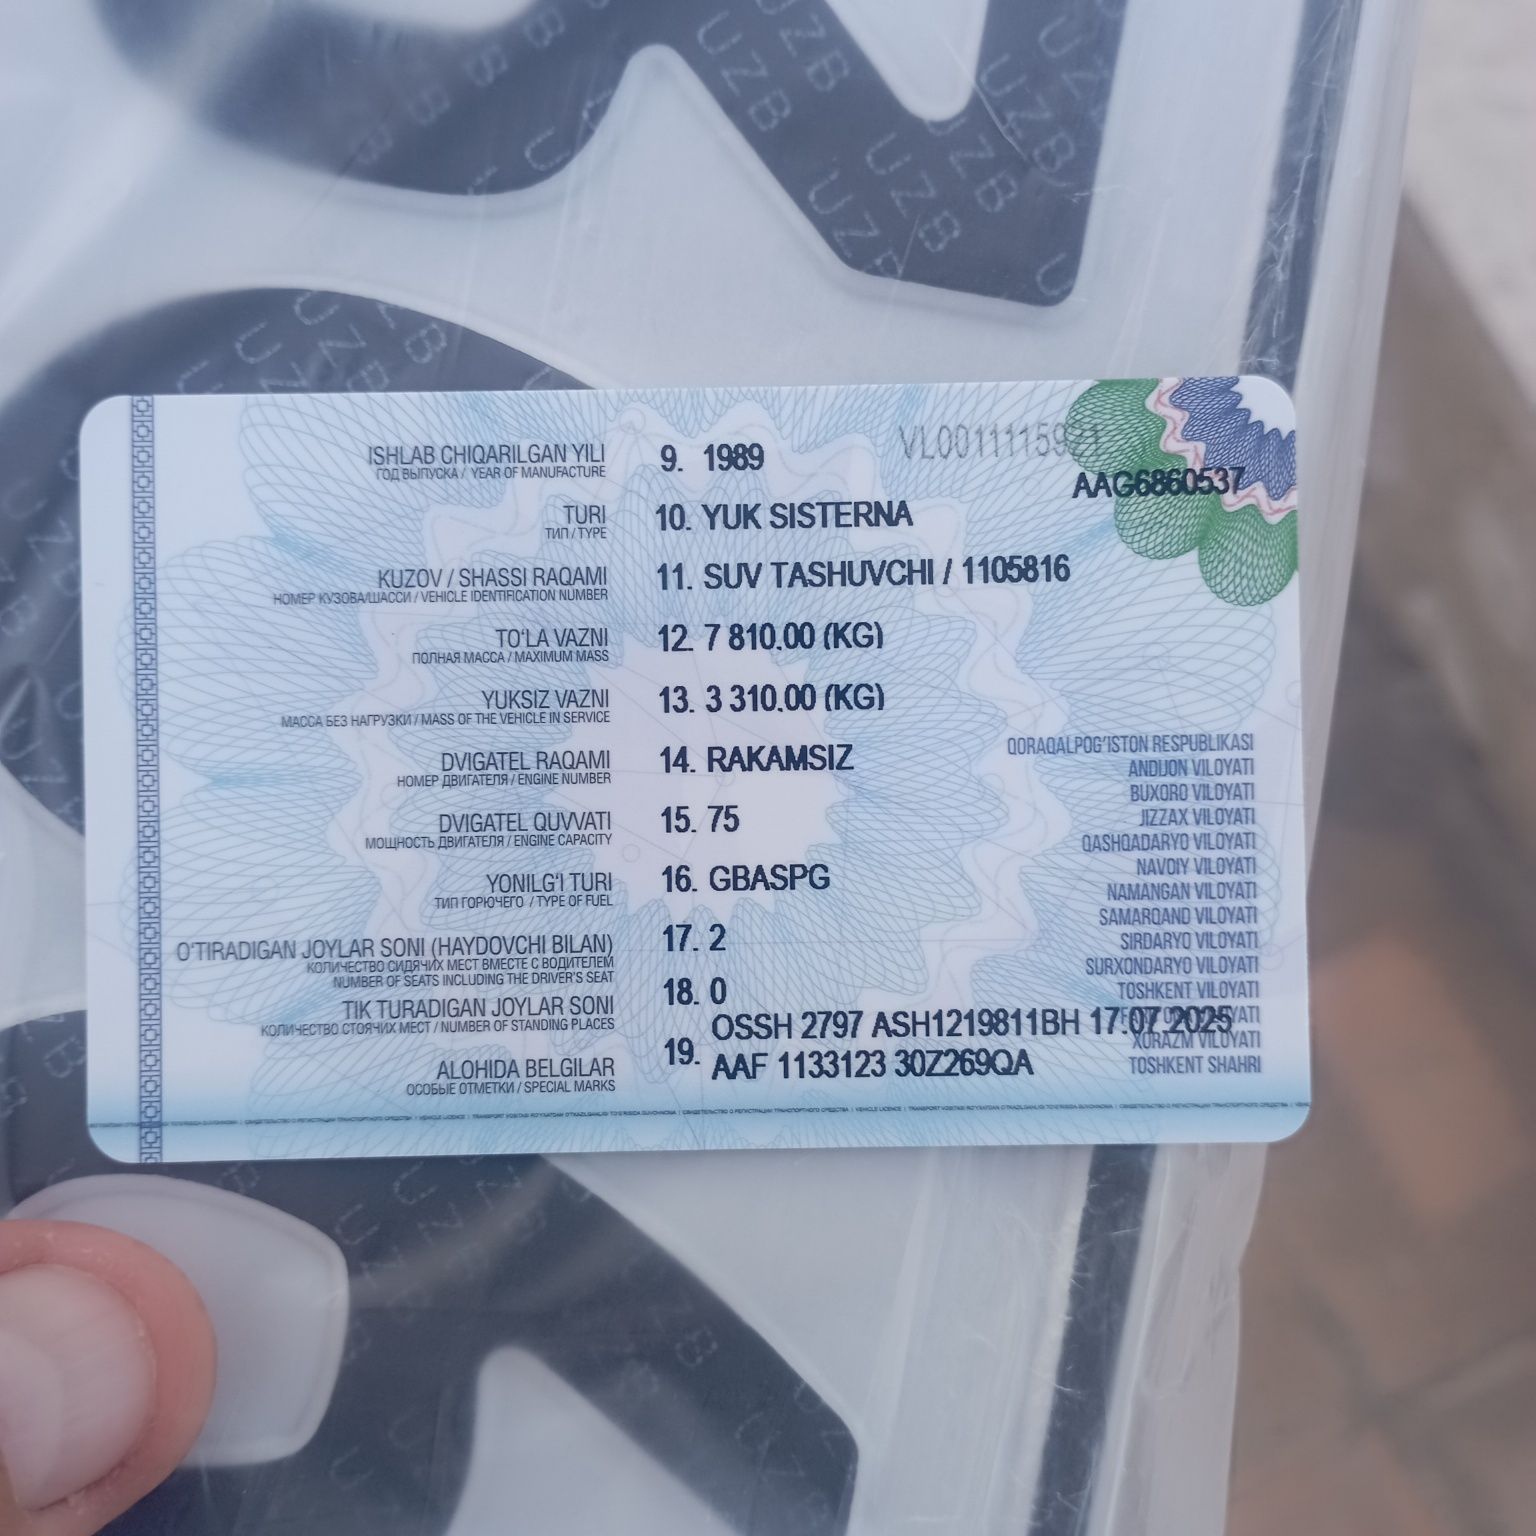 VL0011115921
AAG6860537
ISHLAB CHIQARILGAN YILI 9. 1989
ГОД ВЫПУСКА / YEAR OF MANUFACTURE
TURI 10. YUK SISTERNA
ТИП / TYPE
KUZOV / SHASSI RAQAMI 11. SUV TASHUVCHI / 1105816
НОМЕР КУЗОВА/ШАССИ / VEHICLE IDENTIFICATION NUMBER
TO‘LA VAZNI 12. 7 810.00 (KG)
ПОЛНАЯ МАССА / MAXIMUM MASS
YUKSIZ VAZNI 13. 3 310.00 (KG)
МАССА БЕЗ НАГРУЗКИ / MASS OF THE VEHICLE IN SERVICE
DVIGATEL RAQAMI 14. RAKAMSIZ
НОМЕР ДВИГАТЕЛЯ / ENGINE NUMBER
DVIGATEL QUVVATI 15. 75
МОЩНОСТЬ ДВИГАТЕЛЯ / ENGINE CAPACITY
YONILG‘I TURI 16. GBASPG
ТИП ГОРЮЧЕГО / TYPE OF FUEL
O‘TIRADIGAN JOYLAR SONI (HAYDOVCHI BILAN) 17. 2
КОЛИЧЕСТВО СИДЯЧИХ МЕСТ ВМЕСТЕ С ВОДИТЕЛЕМ
NUMBER OF SEATS INCLUDING THE DRIVER'S SEAT
TIK TURADIGAN JOYLAR SONI 18. 0
КОЛИЧЕСТВО СТОЯЧИХ МЕСТ / NUMBER OF STANDING PLACES
OSSH 2797 ASH1219811BH 17.07.2025
ALOHIDA BELGILAR 19. AAF 1133123 30Z269QA
ОСОБЫЕ ОТМЕТКИ / SPECIAL MARKS
QORAQALPOG‘ISTON RESPUBLIKASI
ANDIJON VILOYATI
BUXORO VILOYATI
JIZZAX VILOYATI
QASHQADARYO VILOYATI
NAVOIY VILOYATI
NAMANGAN VILOYATI
SAMARQAND VILOYATI
SIRDARYO VILOYATI
SURXONDARYO VILOYATI
TOSHKENT VILOYATI
XORAZM VILOYATI
TOSHKENT SHAHRI